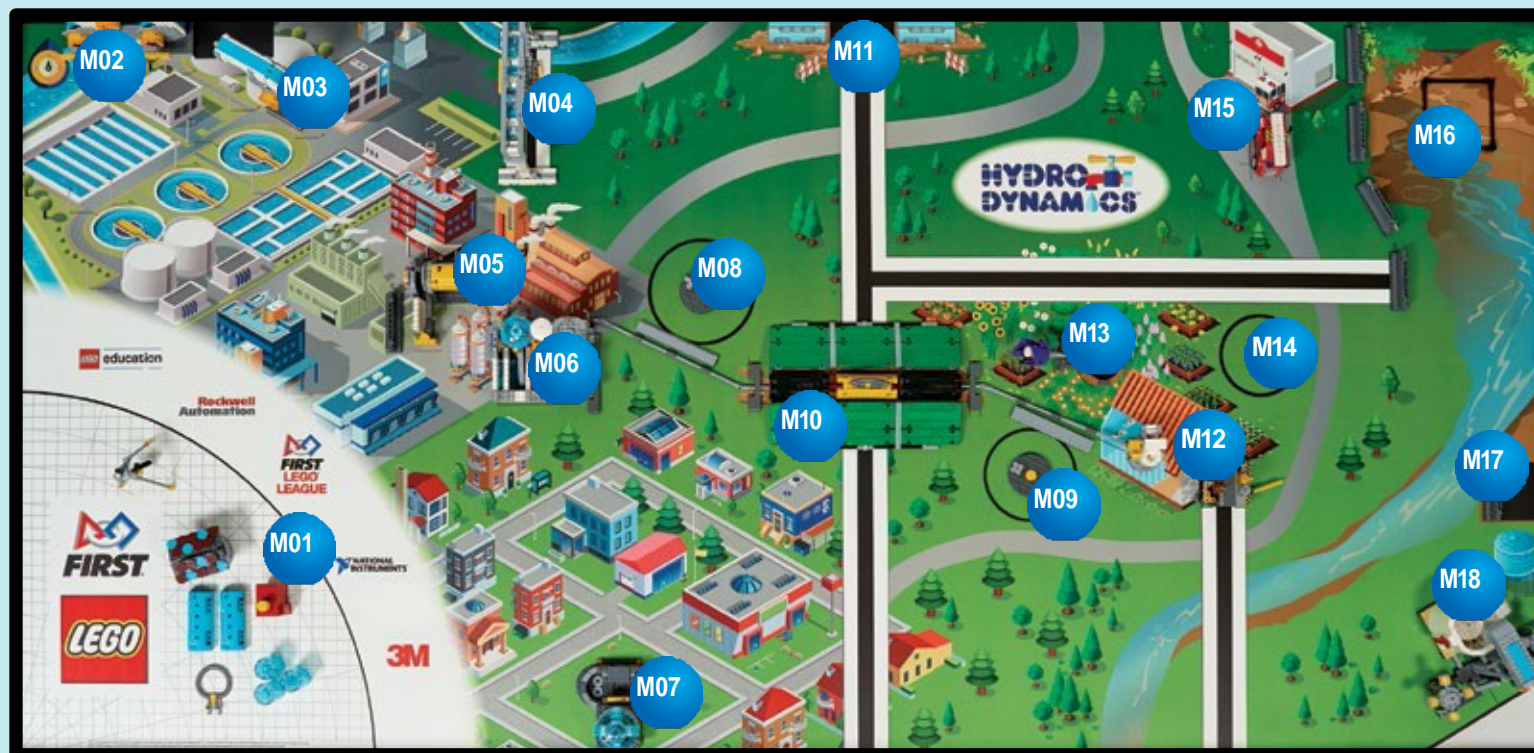 M02
M03
M04
M11
M15
M16
HYDRO
DYNAMICS
M05
M08
M13
M14
M06
education
Rockwell
Automation
M10
M12
FIRST
LEGO
LEAGUE
M17
M09
M01
FIRST
NATIONAL
INSTRUMENTS
M18
LEGO
3M
M07